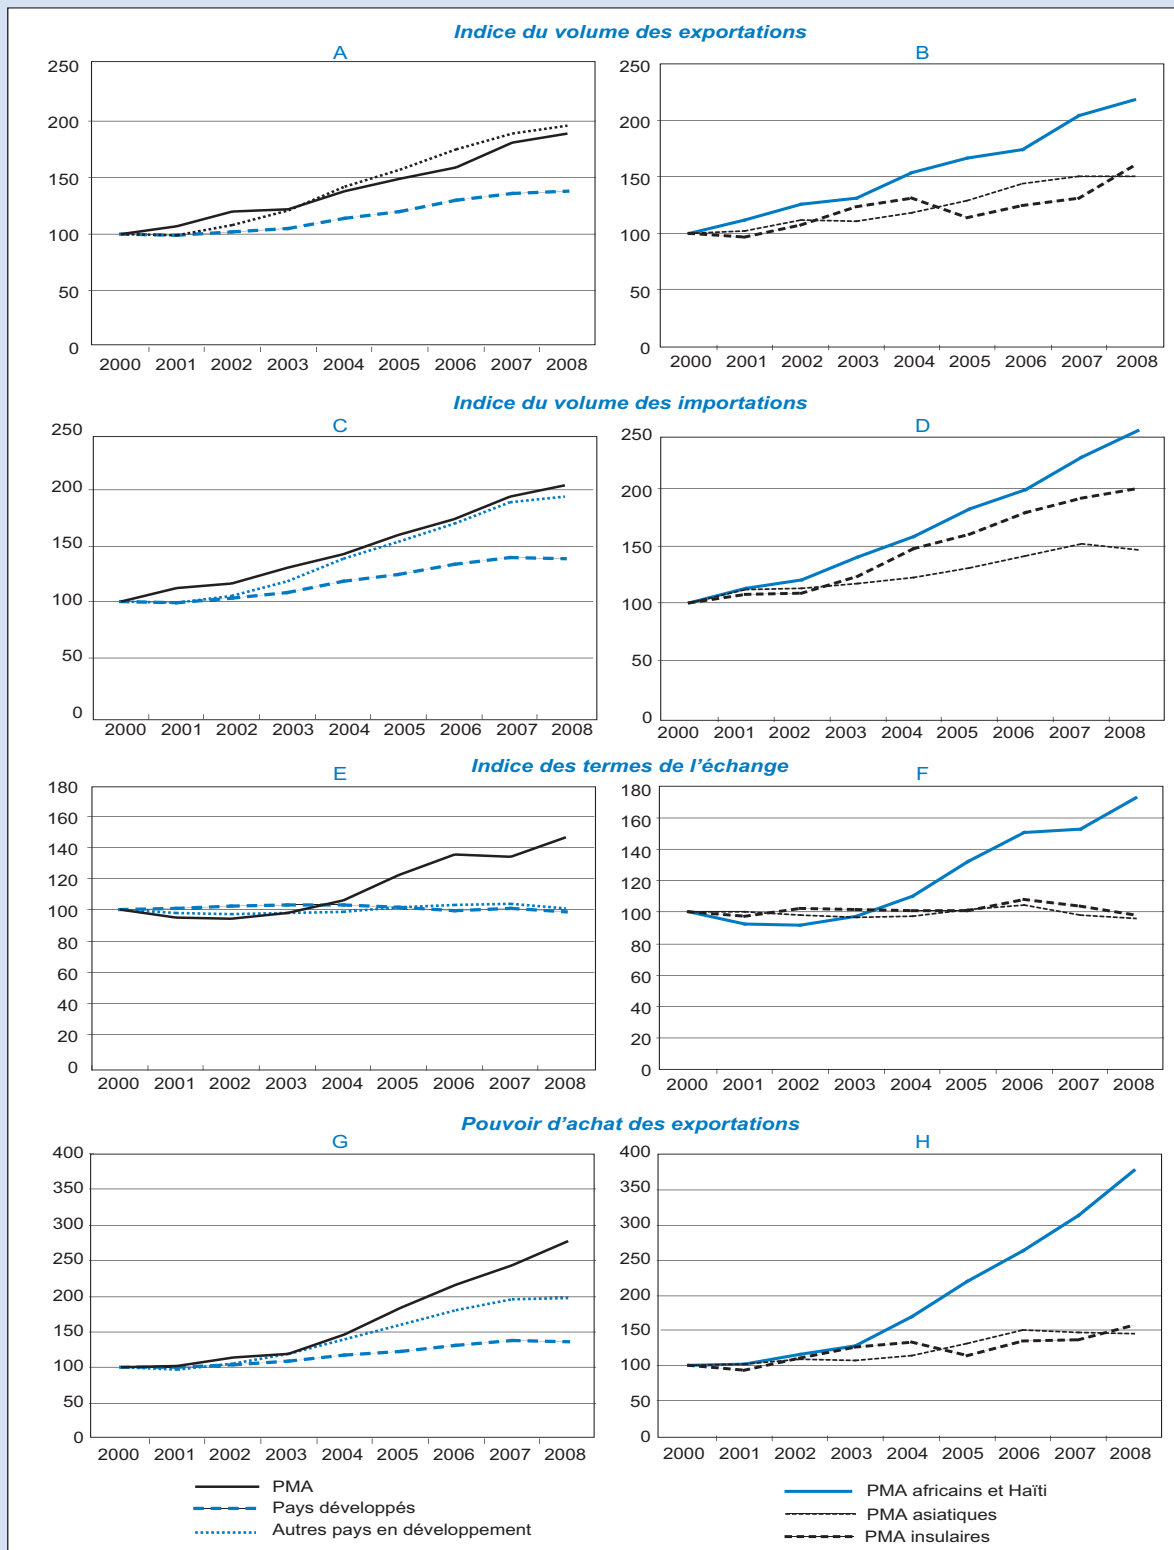 Indice du volume des exportations
A
B
250
200
150
100
50
0
2000 2001 2002 2003 2004 2005 2006 2007 2008
250
200
150
100
50
0
2000 2001 2002 2003 2004 2005 2006 2007 2008
Indice du volume des importations
C
D
250
200
150
100
50
0
2000 2001 2002 2003 2004 2005 2006 2007 2008
250
200
150
100
50
0
2000 2001 2002 2003 2004 2005 2006 2007 2008
Indice des termes de l'échange
E
F
180
160
140
120
100
80
60
40
20
0
2000 2001 2002 2003 2004 2005 2006 2007 2008
180
160
140
120
100
80
60
40
20
0
2000 2001 2002 2003 2004 2005 2006 2007 2008
Pouvoir d'achat des exportations
G
H
400
350
300
250
200
150
100
50
0
2000 2001 2002 2003 2004 2005 2006 2007 2008
400
350
300
250
200
150
100
50
0
2000 2001 2002 2003 2004 2005 2006 2007 2008
PMA
Pays développés
Autres pays en développement
PMA africains et Haïti
PMA asiatiques
PMA insulaires